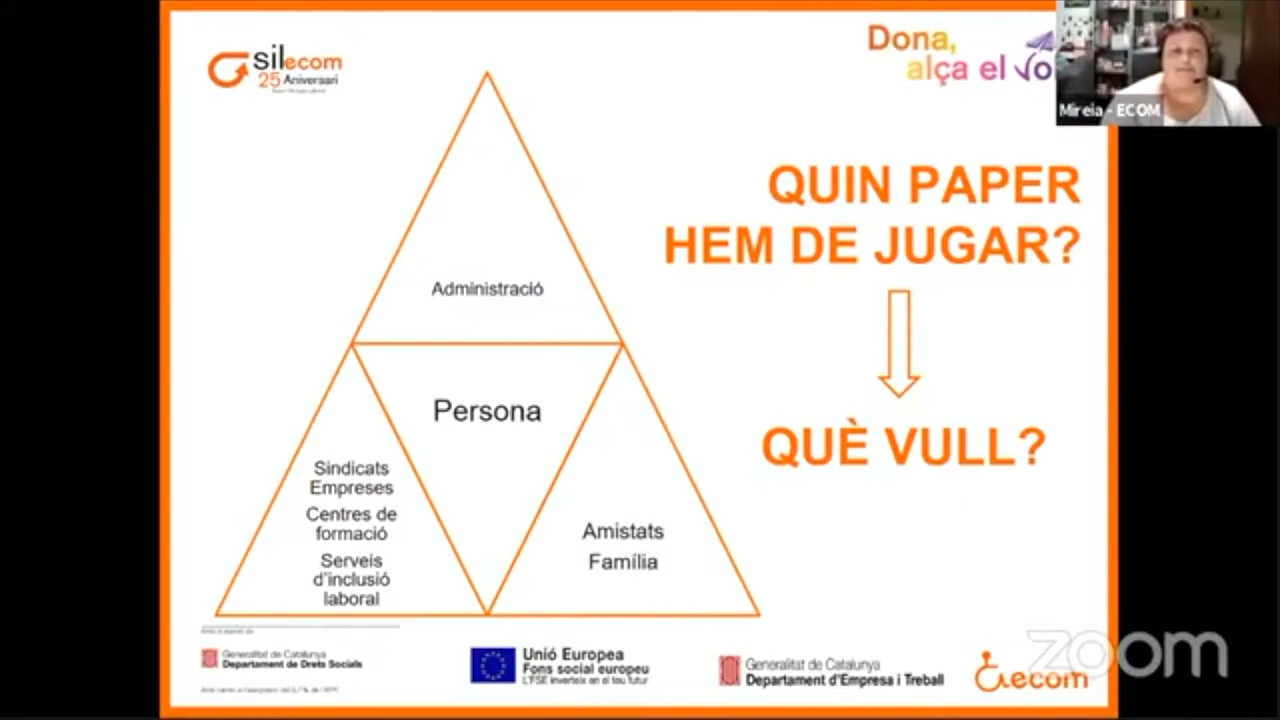 silecom
25 Aniversari
Dona,
alça el vo
Mireia - ECOM
QUIN PAPER
HEM DE JUGAR?
QUÈ VULL?
Administració
Persona
Sindicats
Empreses
Centres de
formació
Serveis
d'inclusió
laboral
Amistats
Família
Generalitat de Catalunya
Departament de Drets Socials
Unió Europea
Fons social europeu
L'FSE inverteix en el teu futur
Generalitat de Catalunya
Departament d'Empresa i Treball
ecom
zoom